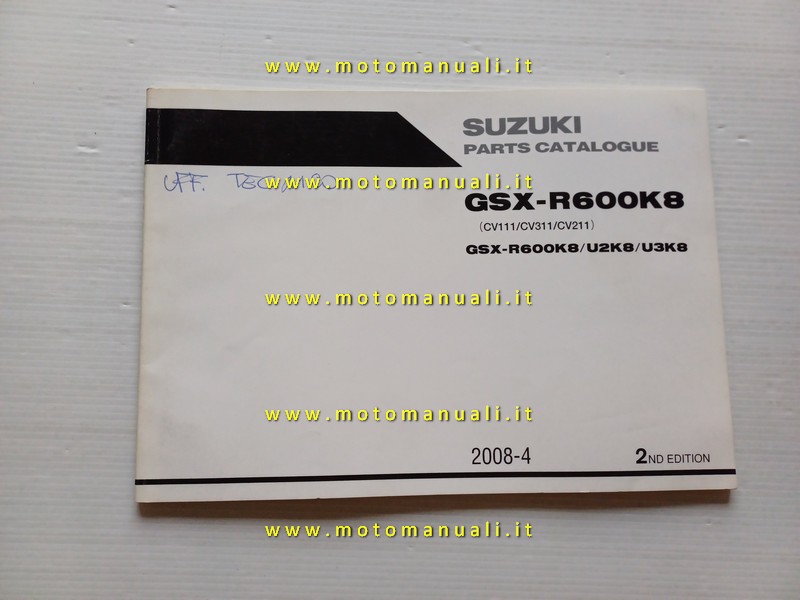 www.motomanuali.it
SUZUKI
PARTS CATALOGUE
UFF. TECNICO
www.motomanuali.it
GSX-R600K8
(CV111/CV311/CV211)
GSX-R600K8/U2K8/U3K8
www.motomanuali.it
www.motomanuali.it
2008-4
2ND EDITION
www.motomanuali.it